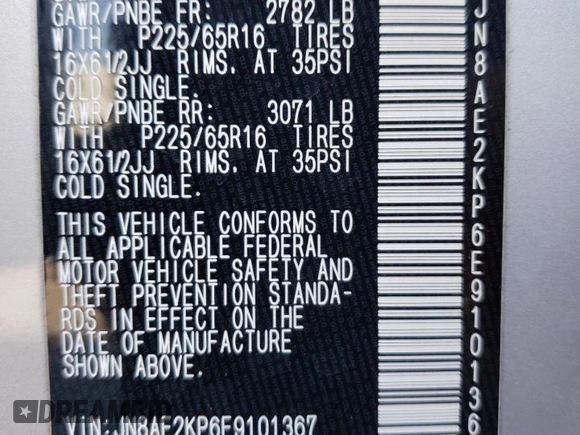 GAWR/PNBE FR: 2782 LB
WITH P225/65R16 TIRES
16X61/2JJ RIMS. AT 35PSI
COLD SINGLE.
GAWR/PNBE RR: 3071 LB
WITH P225/65R16 TIRES
16X61/2JJ RIMS. AT 35PSI
COLD SINGLE.
THIS VEHICLE CONFORMS TO
ALL APPLICABLE FEDERAL
MOTOR VEHICLE SAFETY AND
THEFT PREVENTION STANDA-
RDS IN EFFECT ON THE
DATE OF MANUFACTURE
SHOWN ABOVE.
VIN:JN8AE2KP6E9101367
JN8AE2KP6E910136